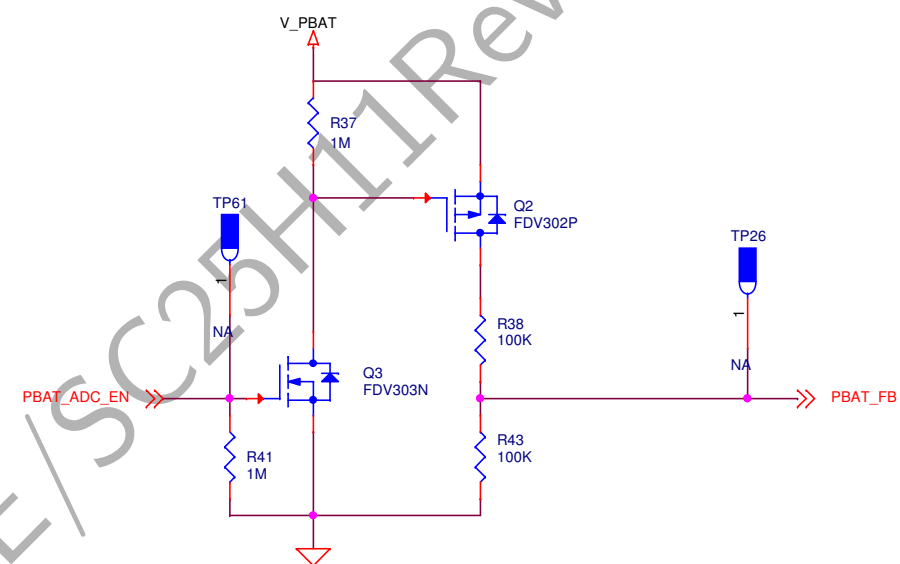 V_PBAT
R37
1M
TP61
1
NA
Q2
FDV302P
TP26
1
NA
R38
100K
Q3
FDV303N
PBAT_ADC_EN
PBAT_FB
R41
1M
R43
100K
E/SC25H11Rev